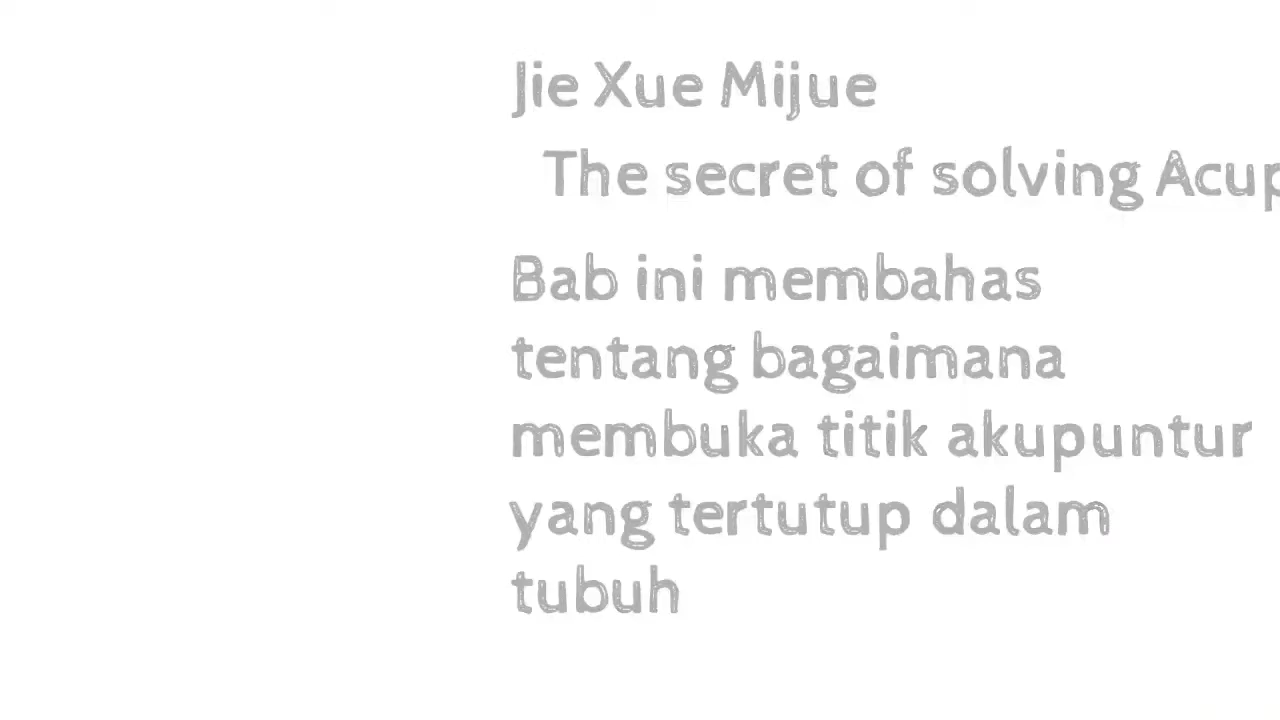 Jie Xue Mijue
The secret of solving
Bab ini membahas
tentang bagaimana
membuka titik akupuntur
yang tertutup dalam
tubuh